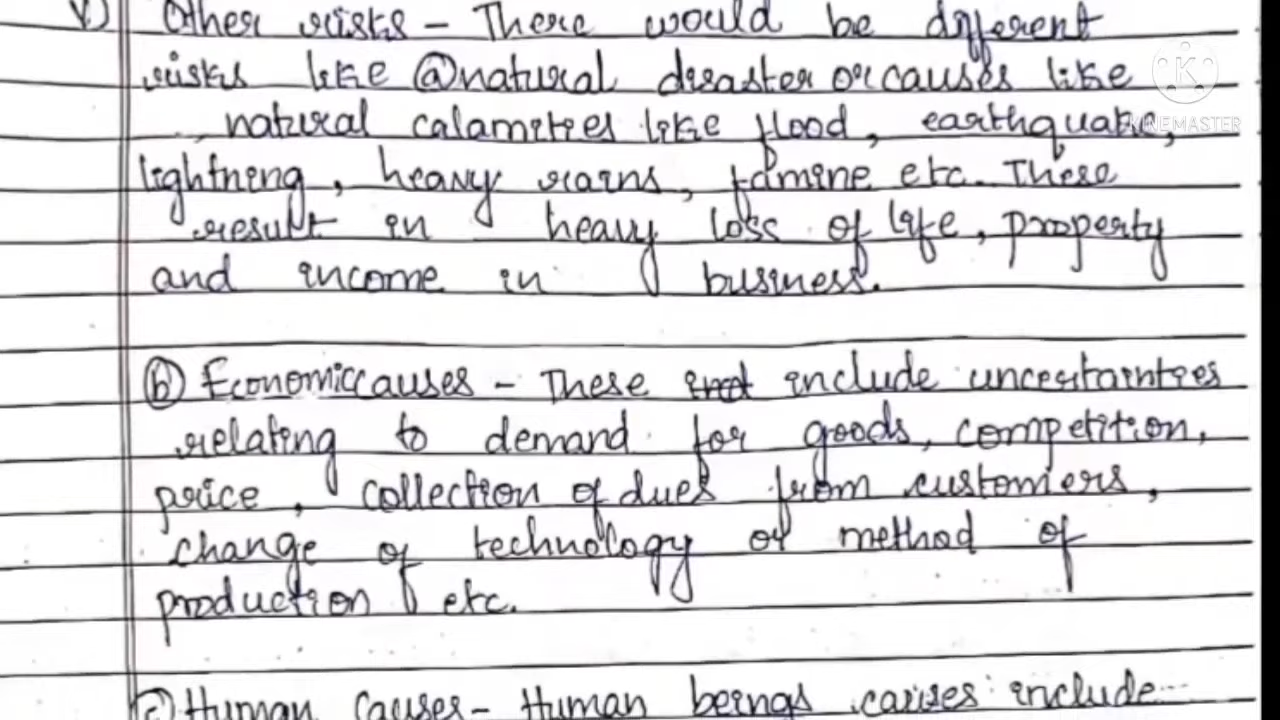 V) Other risks - There would be different
risks like ⓐ natural disaster or causes like
natural calamities like flood, earthquake,
lightning, heavy rains, famine etc. These
result in heavy loss of life, property
and income in business.
ⓑ Economic causes - These include uncertainties
relating to demand for goods, competition,
price, collection of dues from customers,
change of technology or method of
production etc.
ⓒ Human causes - Human beings causes include
KINEMASTER